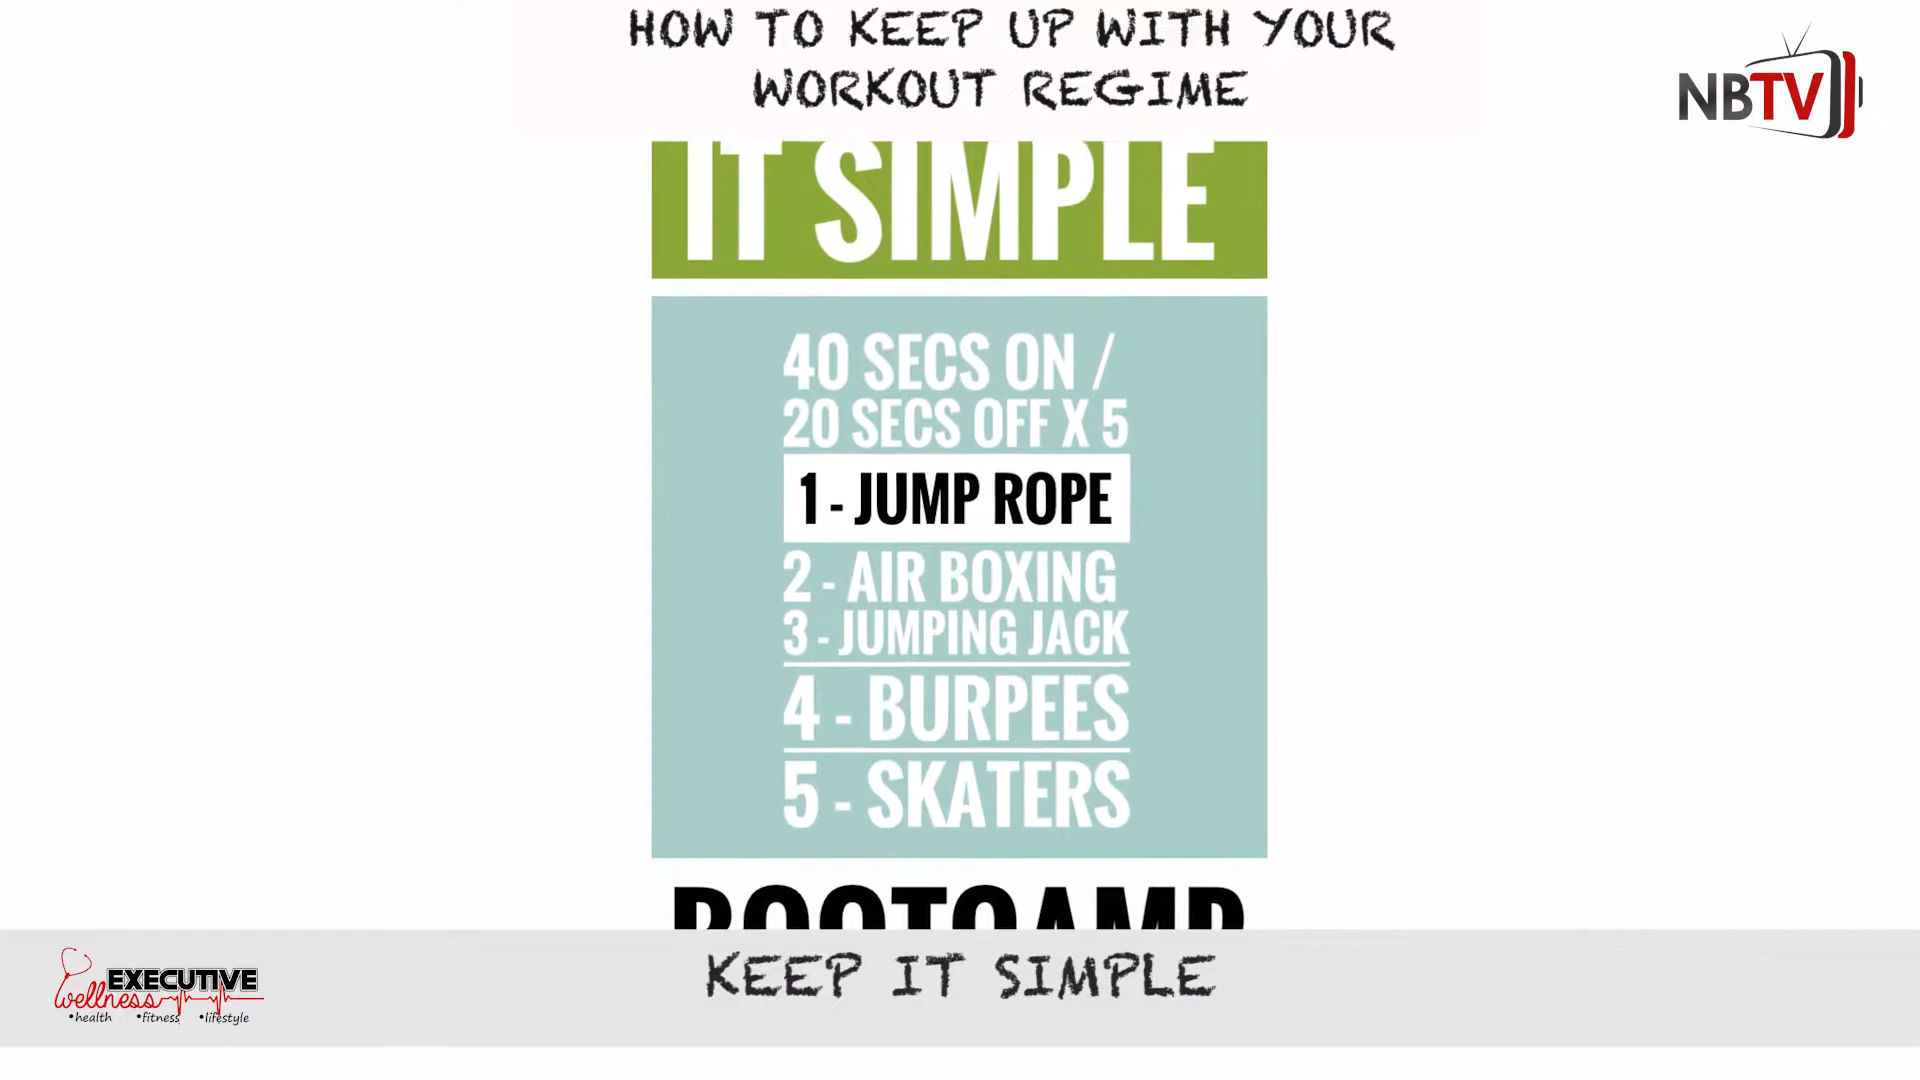 HOW TO KEEP UP WITH YOUR
WORKOUT REGIME
NBTV
IT SIMPLE
40 SECS ON /
20 SECS OFF X 5
1 - JUMP ROPE
2 - AIR BOXING
3 - JUMPING JACK
4 - BURPEES
5 - SKATERS
BOOTCAMP
KEEP IT SIMPLE
EXECUTIVE
wellness
•health •fitness •lifestyle